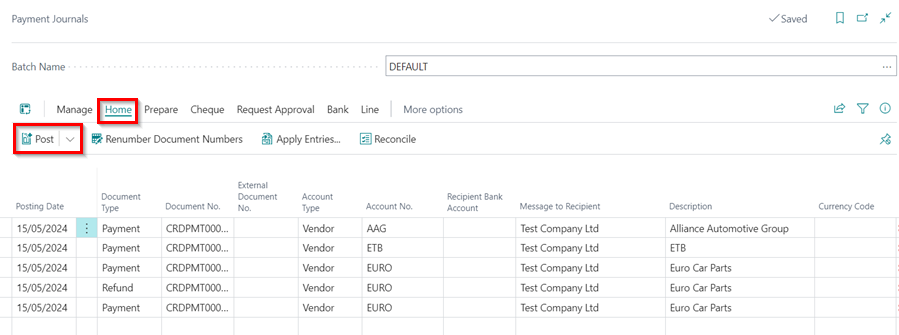 Payment Journals
Saved
Batch Name
DEFAULT
Manage Home Prepare Cheque Request Approval Bank Line More options
Post Renumber Document Numbers Apply Entries... Reconcile
Posting Date Document Type Document No. External Document No. Account Type Account No. Recipient Bank Account Message to Recipient Description Currency Code
15/05/2024 Payment CRDPMT000... Vendor AAG Test Company Ltd Alliance Automotive Group
15/05/2024 Payment CRDPMT000... Vendor ETB Test Company Ltd ETB
15/05/2024 Payment CRDPMT000... Vendor EURO Test Company Ltd Euro Car Parts
15/05/2024 Refund CRDPMT000... Vendor EURO Test Company Ltd Euro Car Parts
15/05/2024 Payment CRDPMT000... Vendor EURO Test Company Ltd Euro Car Parts